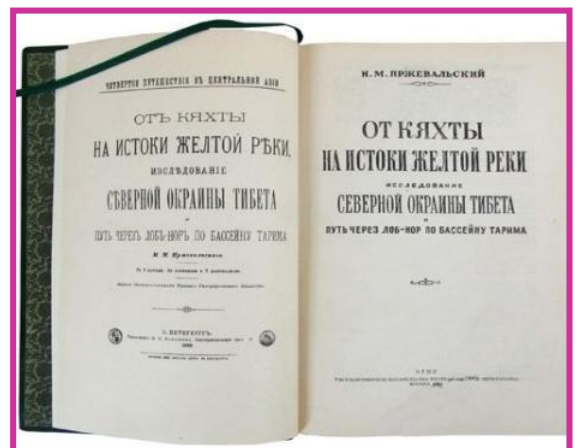 ЧЕТВЕРТОЕ ПУТЕШЕСТВІЕ ВЪ ЦЕНТРАЛЬНОЙ АЗІИ
ОТЪ КЯХТЫ
НА ИСТОКИ ЖЕЛТОЙ РѢКИ,
ИЗСЛѢДОВАНІЕ
СѢВЕРНОЙ ОКРАИНЫ ТИБЕТА
И
ПУТЬ ЧЕРЕЗЪ ЛОБЪ-НОРЪ ПО БАССЕЙНУ ТАРИМА
Н. М. Пржевальскаго
С. ПЕТЕРБУРГЪ.
1888
Н. М. ПРЖЕВАЛЬСКИЙ
ОТ КЯХТЫ
НА ИСТОКИ ЖЕЛТОЙ РЕКИ
ИССЛЕДОВАНИЕ
СЕВЕРНОЙ ОКРАИНЫ ТИБЕТА
И
ПУТЬ ЧЕРЕЗ ЛОБ-НОР ПО БАССЕЙНУ ТАРИМА